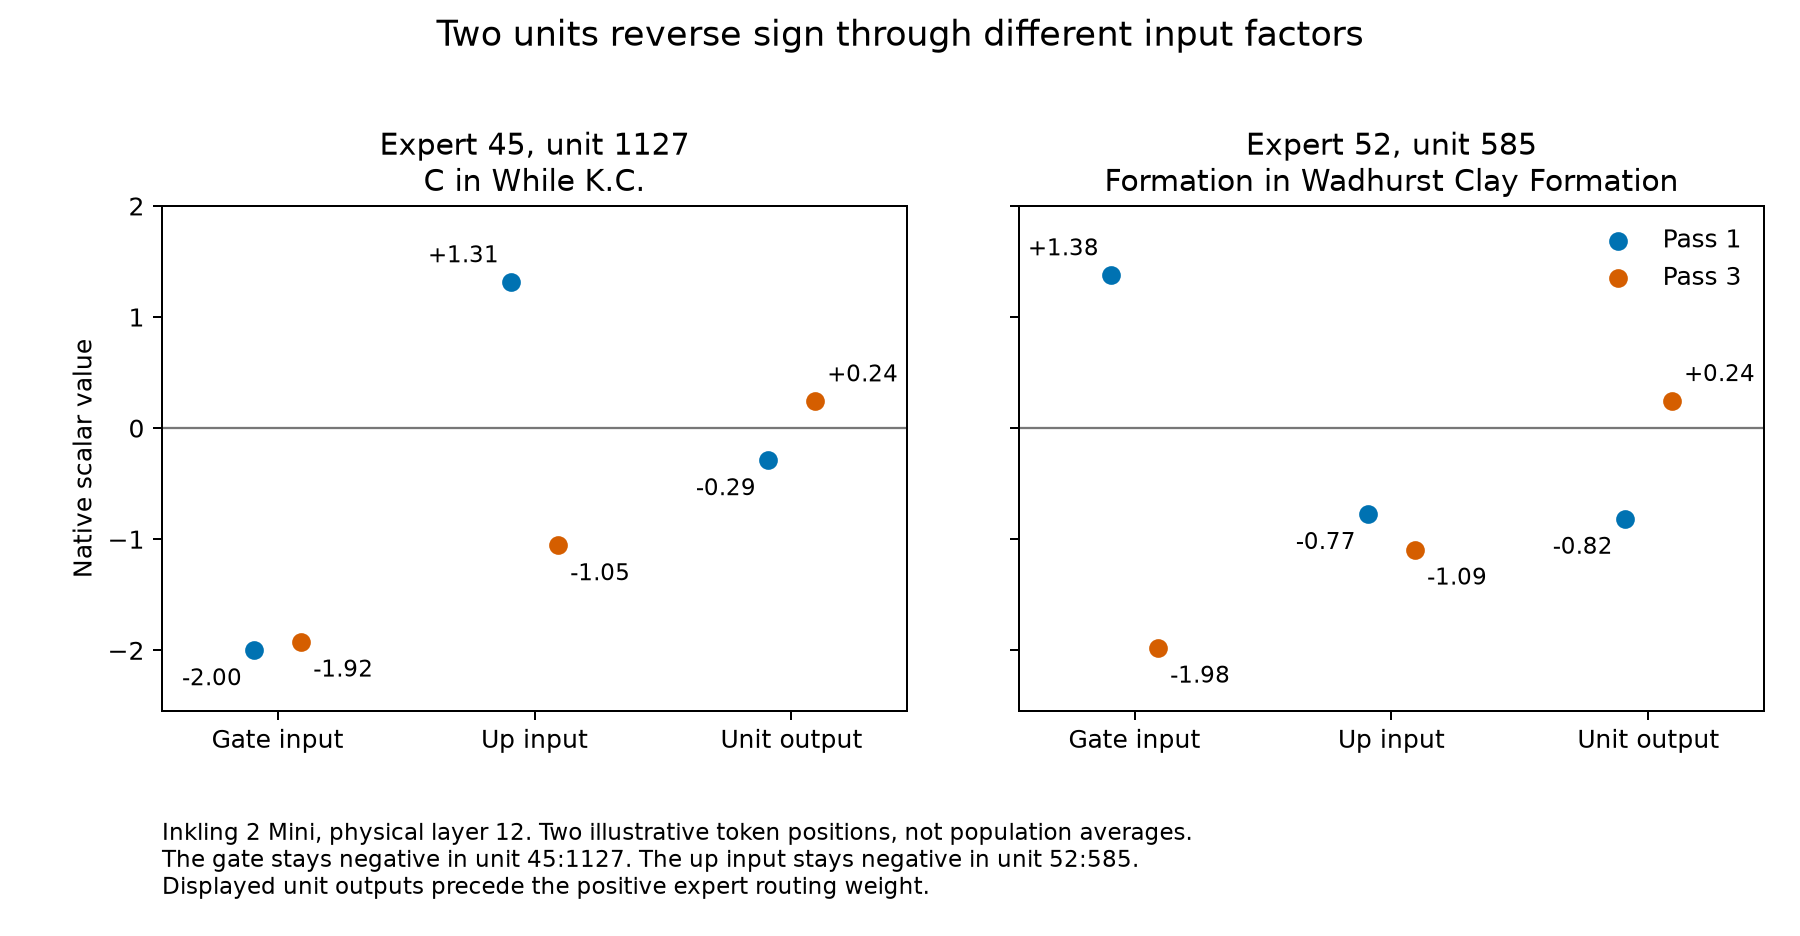 Two units reverse sign through different input factors
Expert 45, unit 1127
C in While K.C.
Expert 52, unit 585
Formation in Wadhurst Clay Formation
Native scalar value
2
1
0
−1
−2
+1.31
+0.24
-0.29
-1.05
-2.00
-1.92
Gate input
Up input
Unit output
Pass 1
Pass 3
+1.38
+0.24
-0.77
-0.82
-1.09
-1.98
Gate input
Up input
Unit output
Inkling 2 Mini, physical layer 12. Two illustrative token positions, not population averages.
The gate stays negative in unit 45:1127. The up input stays negative in unit 52:585.
Displayed unit outputs precede the positive expert routing weight.